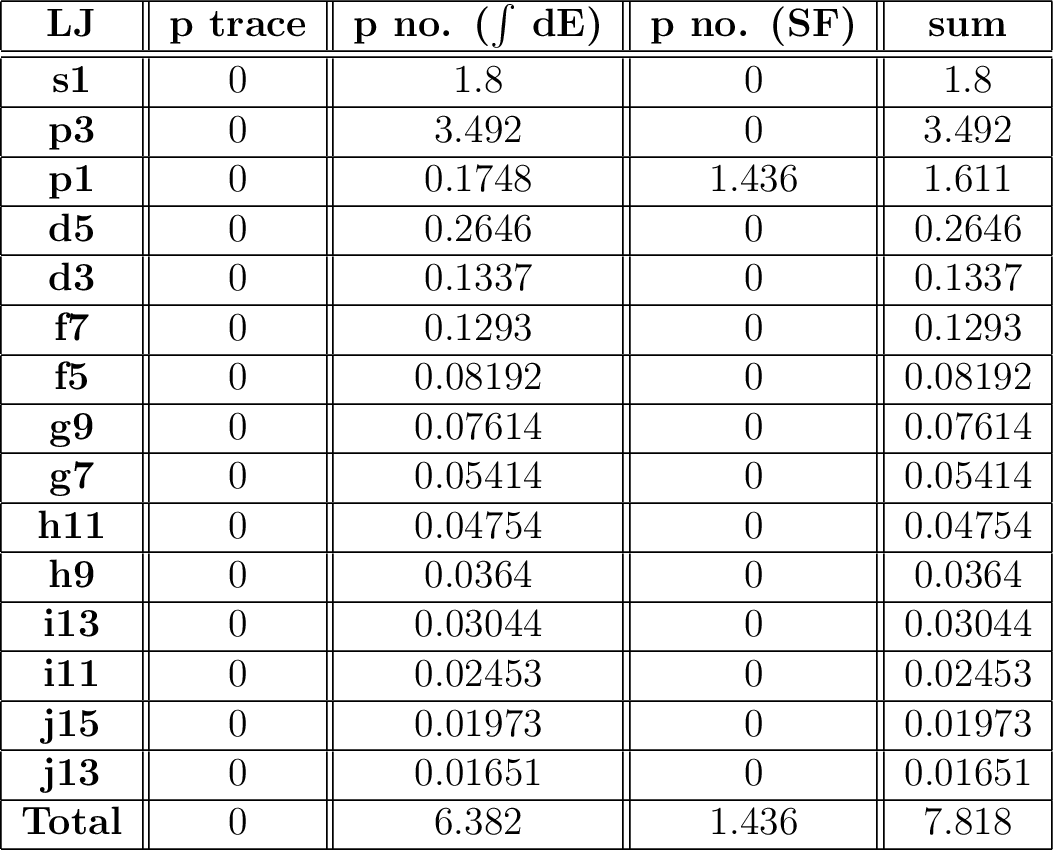 LJ p trace p no. (∫ dE) p no. (SF) sum
s1 0 1.8 0 1.8
p3 0 3.492 0 3.492
p1 0 0.1748 1.436 1.611
d5 0 0.2646 0 0.2646
d3 0 0.1337 0 0.1337
f7 0 0.1293 0 0.1293
f5 0 0.08192 0 0.08192
g9 0 0.07614 0 0.07614
g7 0 0.05414 0 0.05414
h11 0 0.04754 0 0.04754
h9 0 0.0364 0 0.0364
i13 0 0.03044 0 0.03044
i11 0 0.02453 0 0.02453
j15 0 0.01973 0 0.01973
j13 0 0.01651 0 0.01651
Total 0 6.382 1.436 7.818